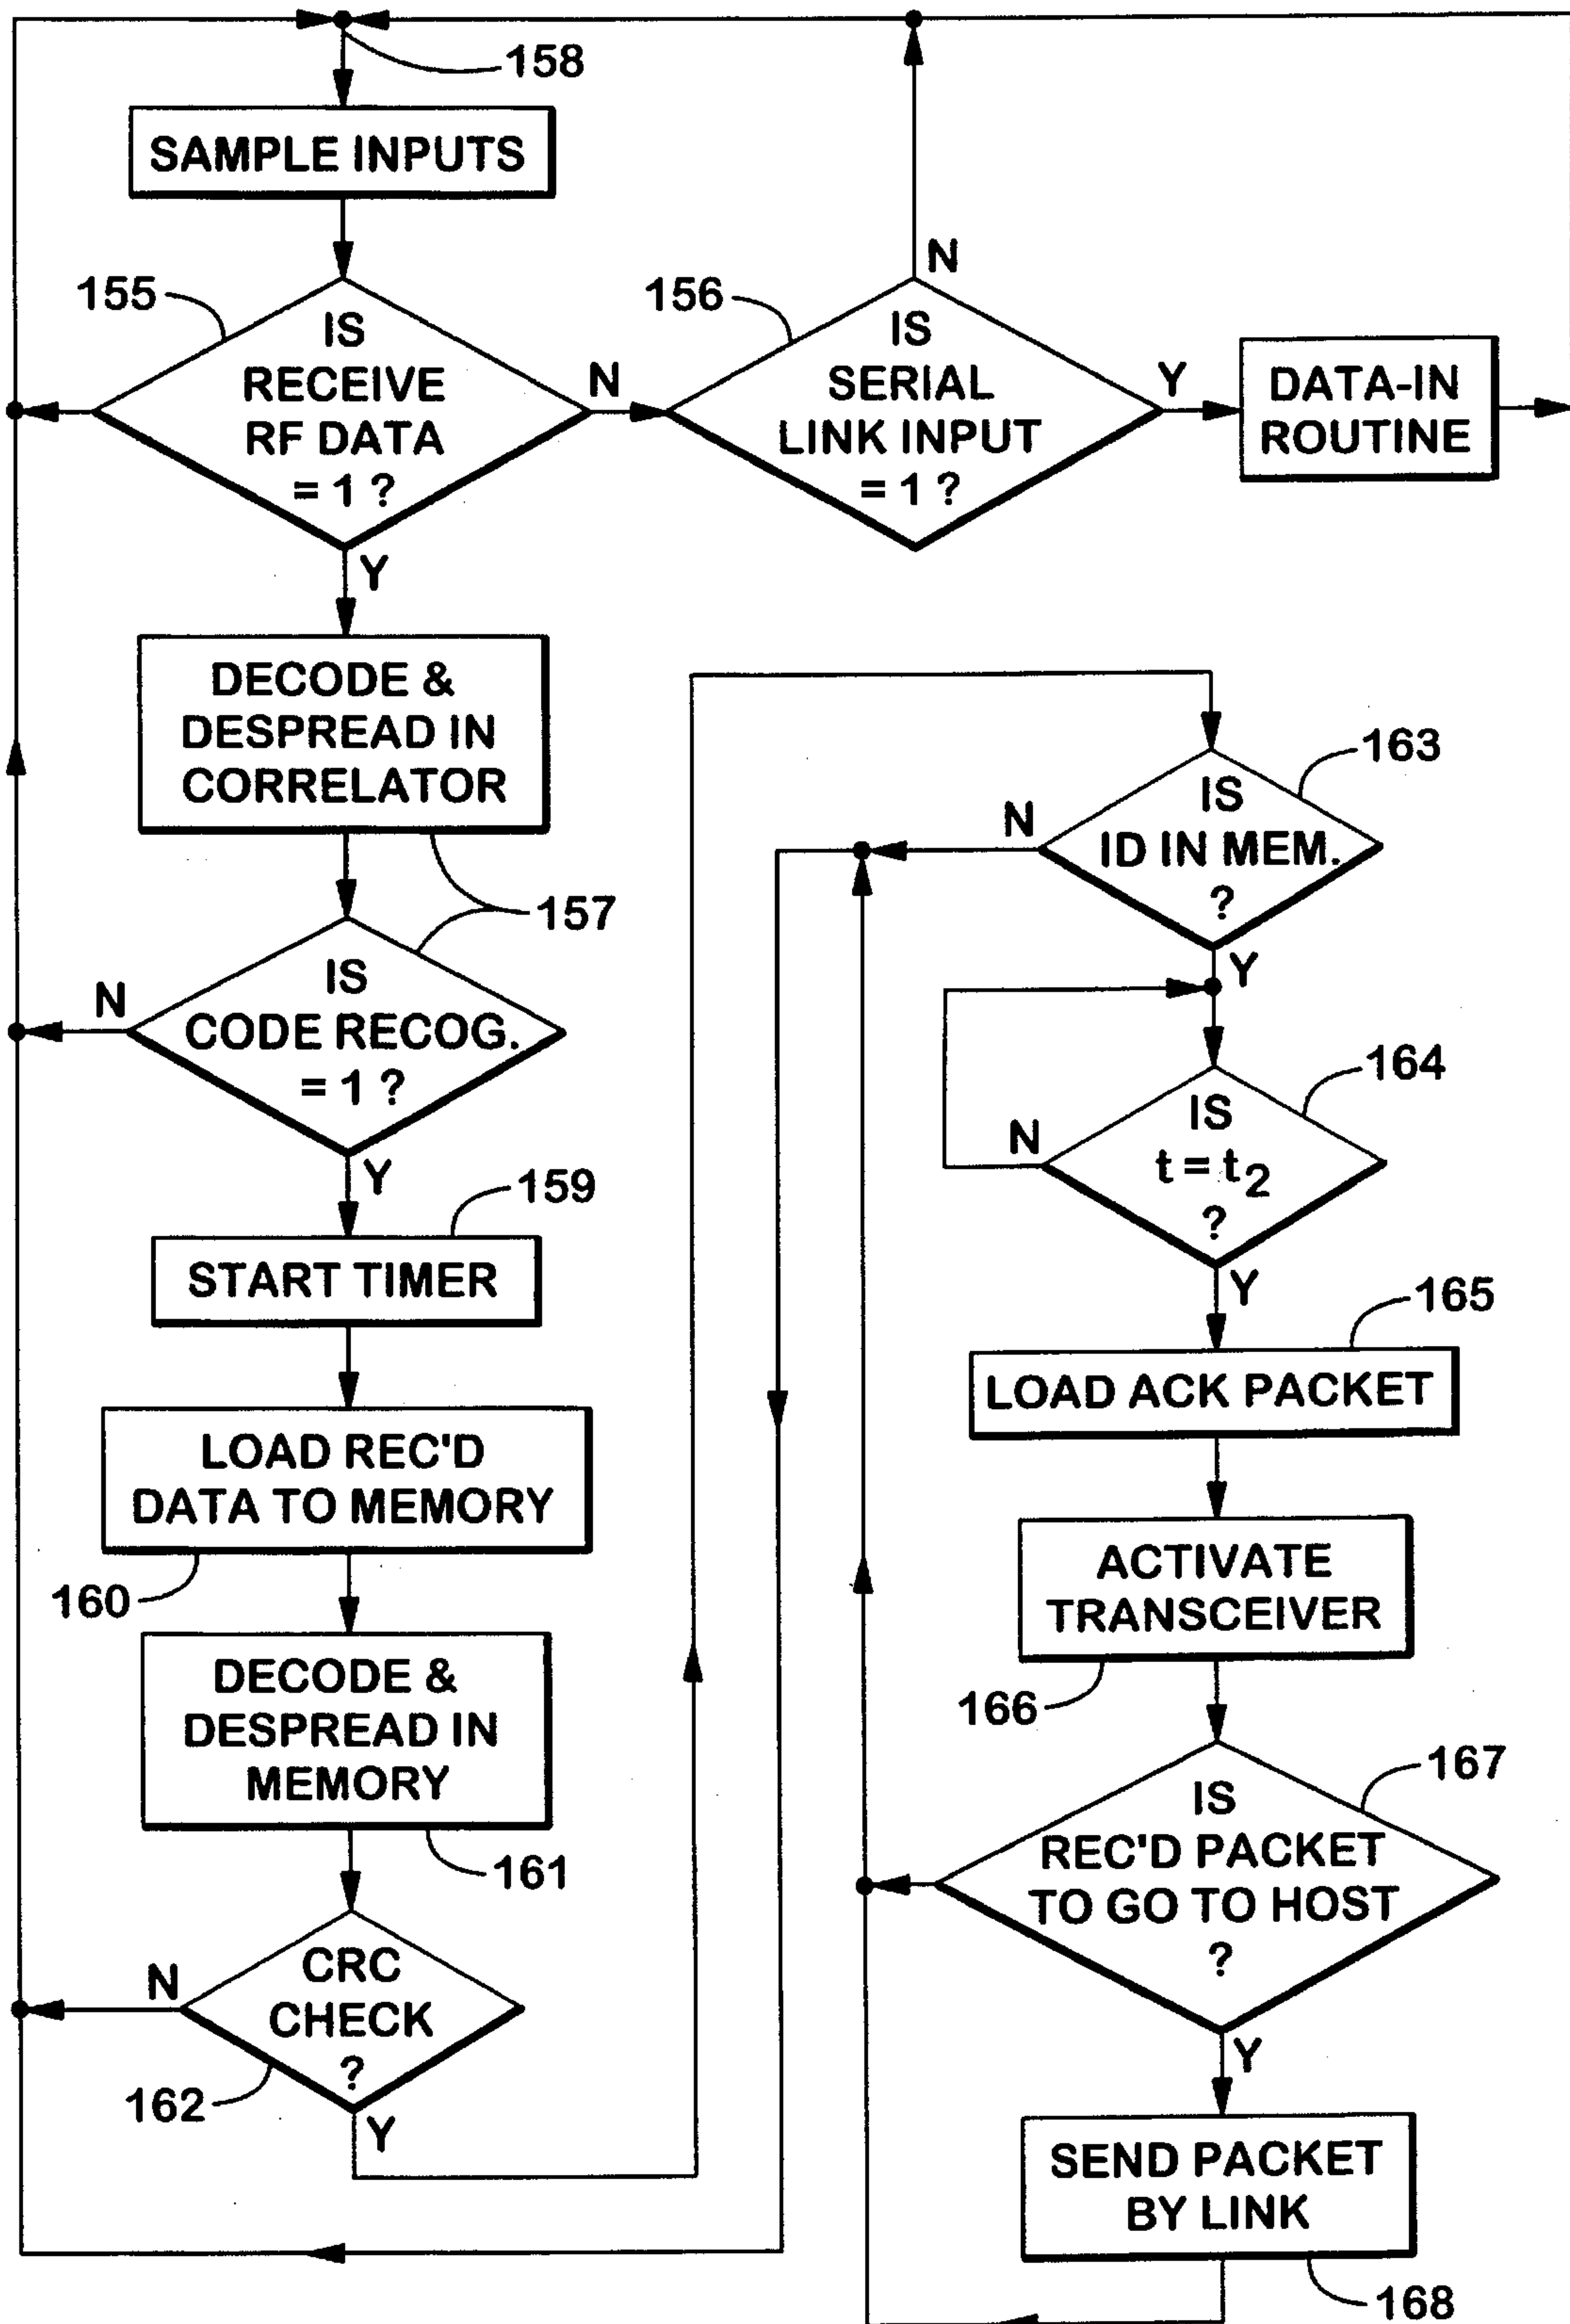 158
SAMPLE INPUTS
155
IS
RECEIVE
RF DATA
= 1 ?
N
Y
156
IS
SERIAL
LINK INPUT
= 1 ?
N
Y
DATA-IN
ROUTINE
DECODE &
DESPREAD IN
CORRELATOR
157
IS
CODE RECOG.
= 1 ?
N
Y
159
START TIMER
LOAD REC'D
DATA TO MEMORY
160
DECODE &
DESPREAD IN
MEMORY
161
CRC
CHECK
?
N
162
Y
163
IS
ID IN MEM.
?
N
Y
164
IS
t = t2
?
N
Y
165
LOAD ACK PACKET
ACTIVATE
TRANSCEIVER
166
167
IS
REC'D PACKET
TO GO TO HOST
?
Y
SEND PACKET
BY LINK
168